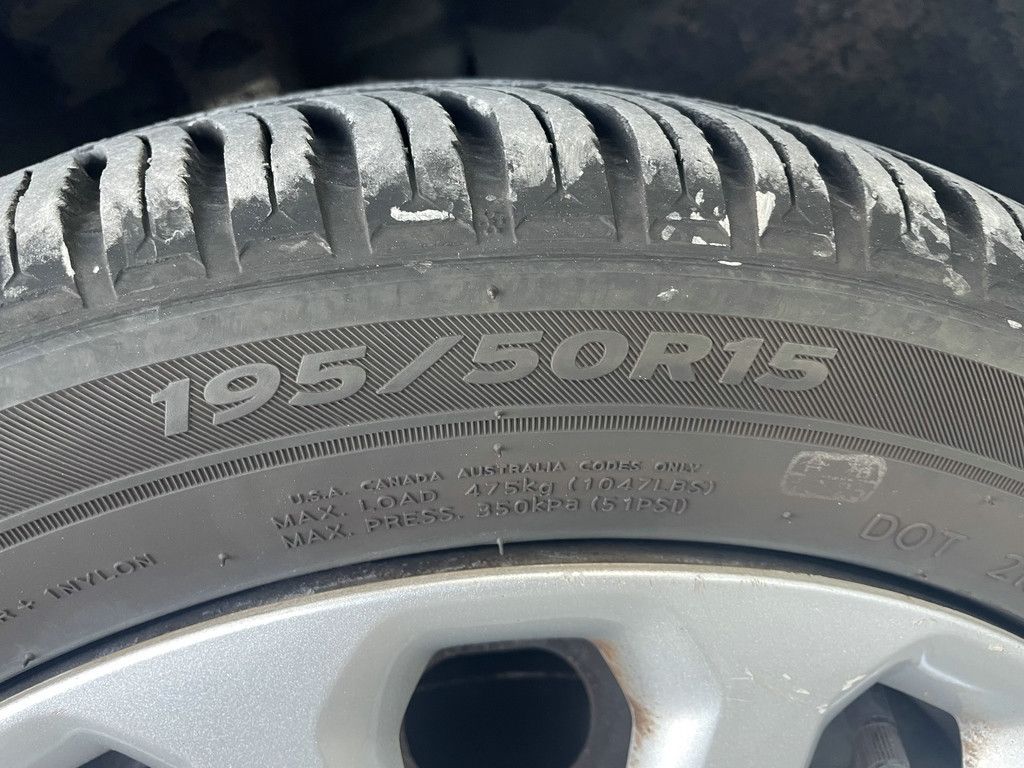 195/50R15
U.S.A. CANADA AUSTRALIA CODES ONLY
MAX. LOAD 475kg (1047LBS)
MAX. PRESS. 350kPa (51PSI)
DOT
+ 1NYLON